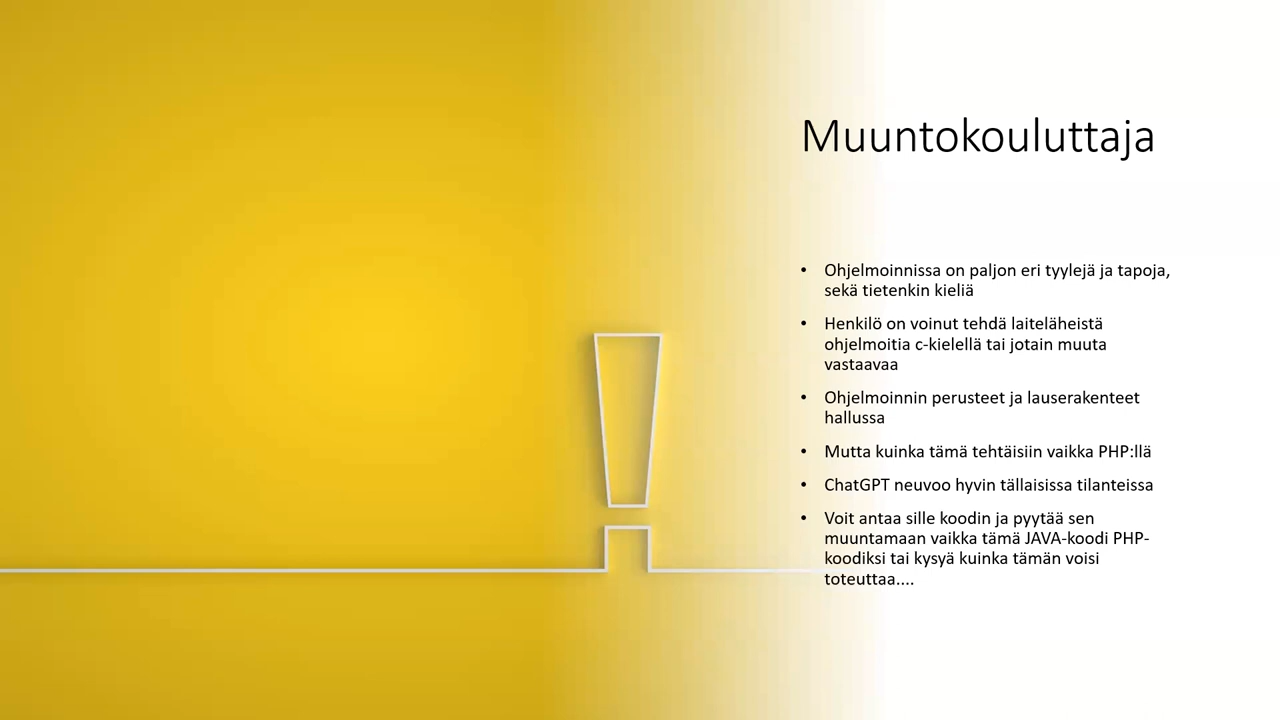 Muuntokouluttaja
• Ohjelmoinnissa on paljon eri tyylejä ja tapoja,
sekä tietenkin kieliä
• Henkilö on voinut tehdä laiteläheistä
ohjelmoitia c-kielellä tai jotain muuta
vastaavaa
• Ohjelmoinnin perusteet ja lauserakenteet
hallussa
• Mutta kuinka tämä tehtäisiin vaikka PHP:llä
• ChatGPT neuvoo hyvin tällaisissa tilanteissa
• Voit antaa sille koodin ja pyytää sen
muuntamaan vaikka tämä JAVA-koodi PHP-
koodiksi tai kysyä kuinka tämän voisi
toteuttaa....